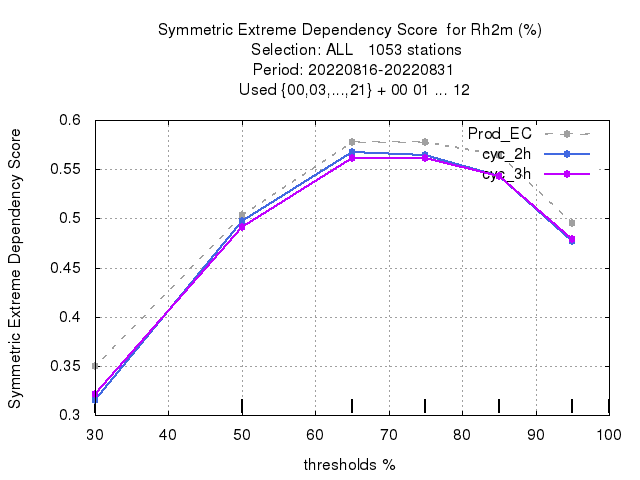 Symmetric Extreme Dependency Score  for Rh2m (%)
Selection: ALL   1053 stations
Period: 20220816-20220831
Used {00,03,...,21} + 00 01 ... 12
Symmetric Extreme Dependency Score
0.6
0.55
0.5
0.45
0.4
0.35
0.3
Prod_EC
cyc_2h
cyc_3h
30 40 50 60 70 80 90 100
thresholds %